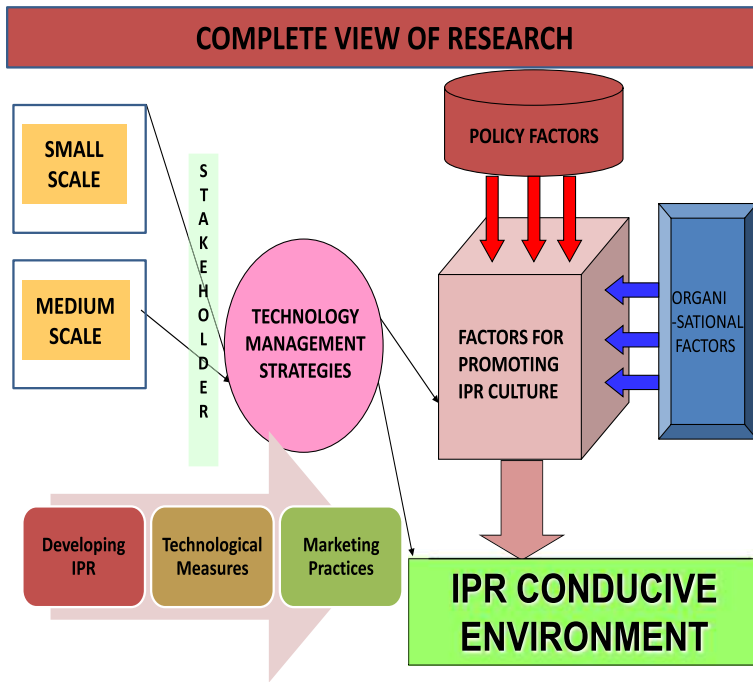 COMPLETE VIEW OF RESEARCH
SMALL
SCALE
MEDIUM
SCALE
STAKEHOLDER
TECHNOLOGY
MANAGEMENT
STRATEGIES
POLICY FACTORS
FACTORS FOR
PROMOTING
IPR CULTURE
ORGANI
-SATIONAL
FACTORS
Developing
IPR
Technological
Measures
Marketing
Practices
IPR CONDUCIVE
ENVIRONMENT